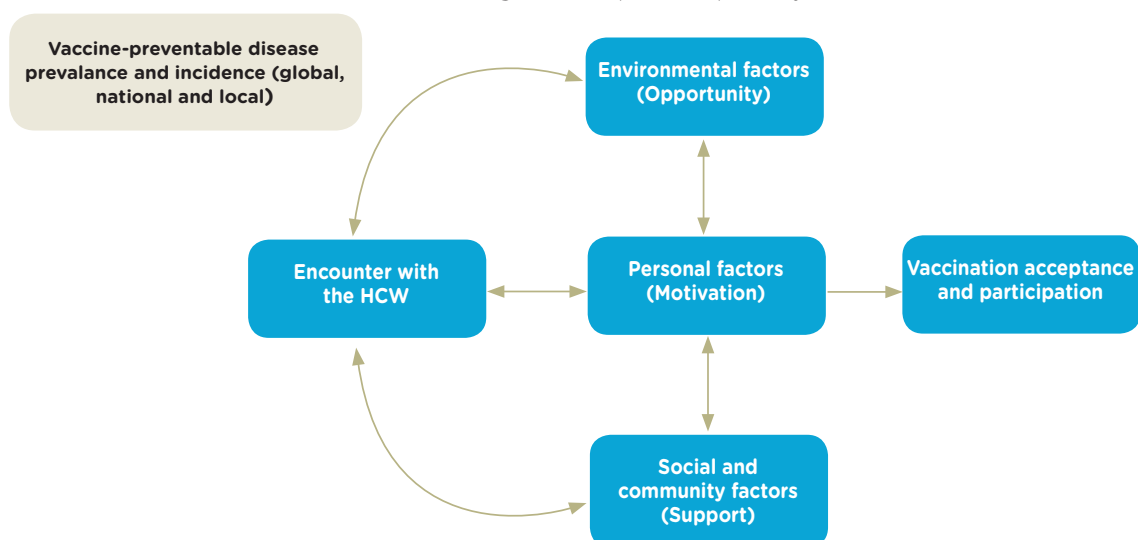 Vaccine-preventable disease
prevalance and incidence (global,
national and local)
Environmental factors
(Opportunity)
Encounter with
the HCW
Personal factors
(Motivation)
Vaccination acceptance
and participation
Social and
community factors
(Support)